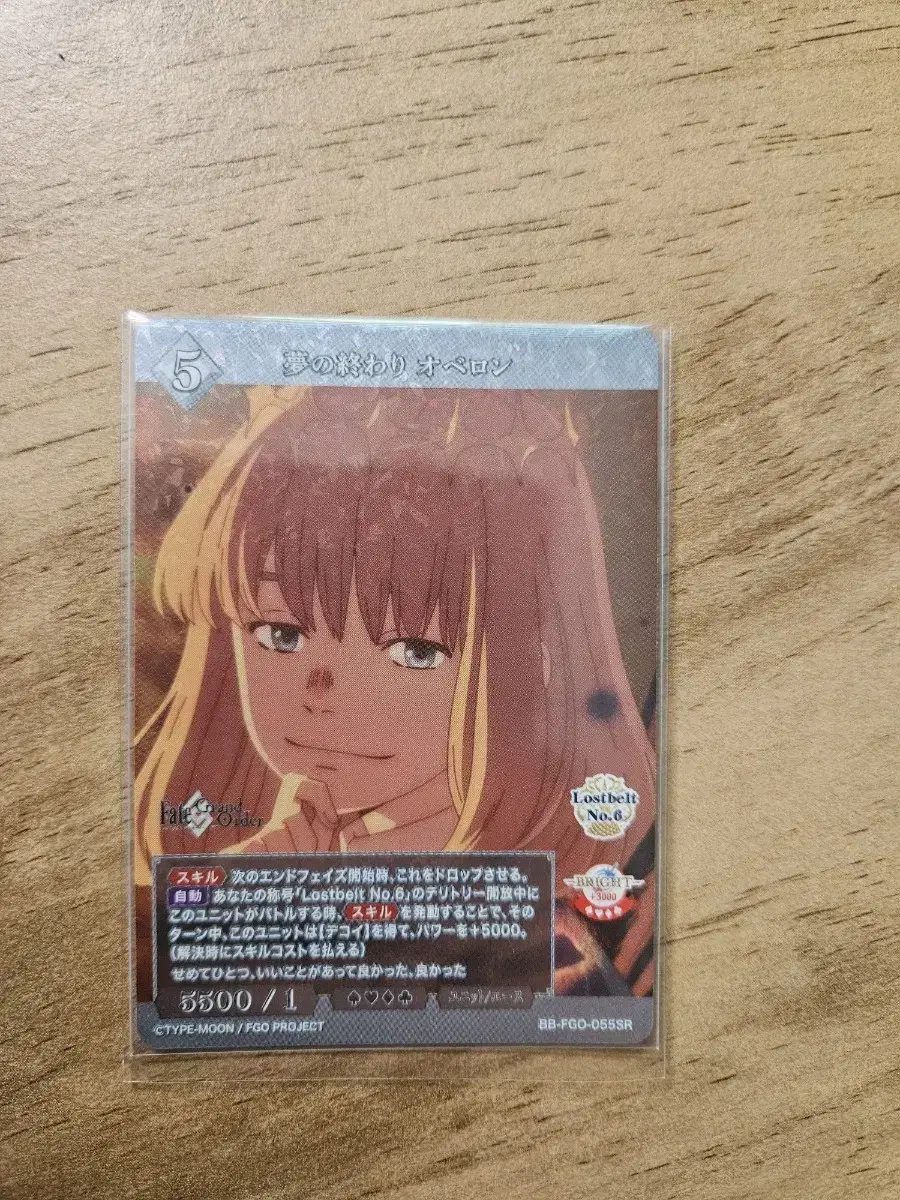 5
夢の終わり オベロン
Fate Grand Order
Lostbelt
No.6
BRIGHT
+3000
スキル 次のエンドフェイズ開始時、これをドロップさせる。
自動 あなたの称号「Lostbelt No.6」のテリトリー開放中に
このユニットがバトルする時、スキル を発動することで、その
ターン中、このユニットは【デコイ】を得て、パワーを+5000。
(解決時にスキルコストを払える)
せめてひとつ、いいことがあって良かった、良かった
5500 / 1 ♠♥♦♣ ユニット/エース
©TYPE-MOON / FGO PROJECT BB-FGO-055SR